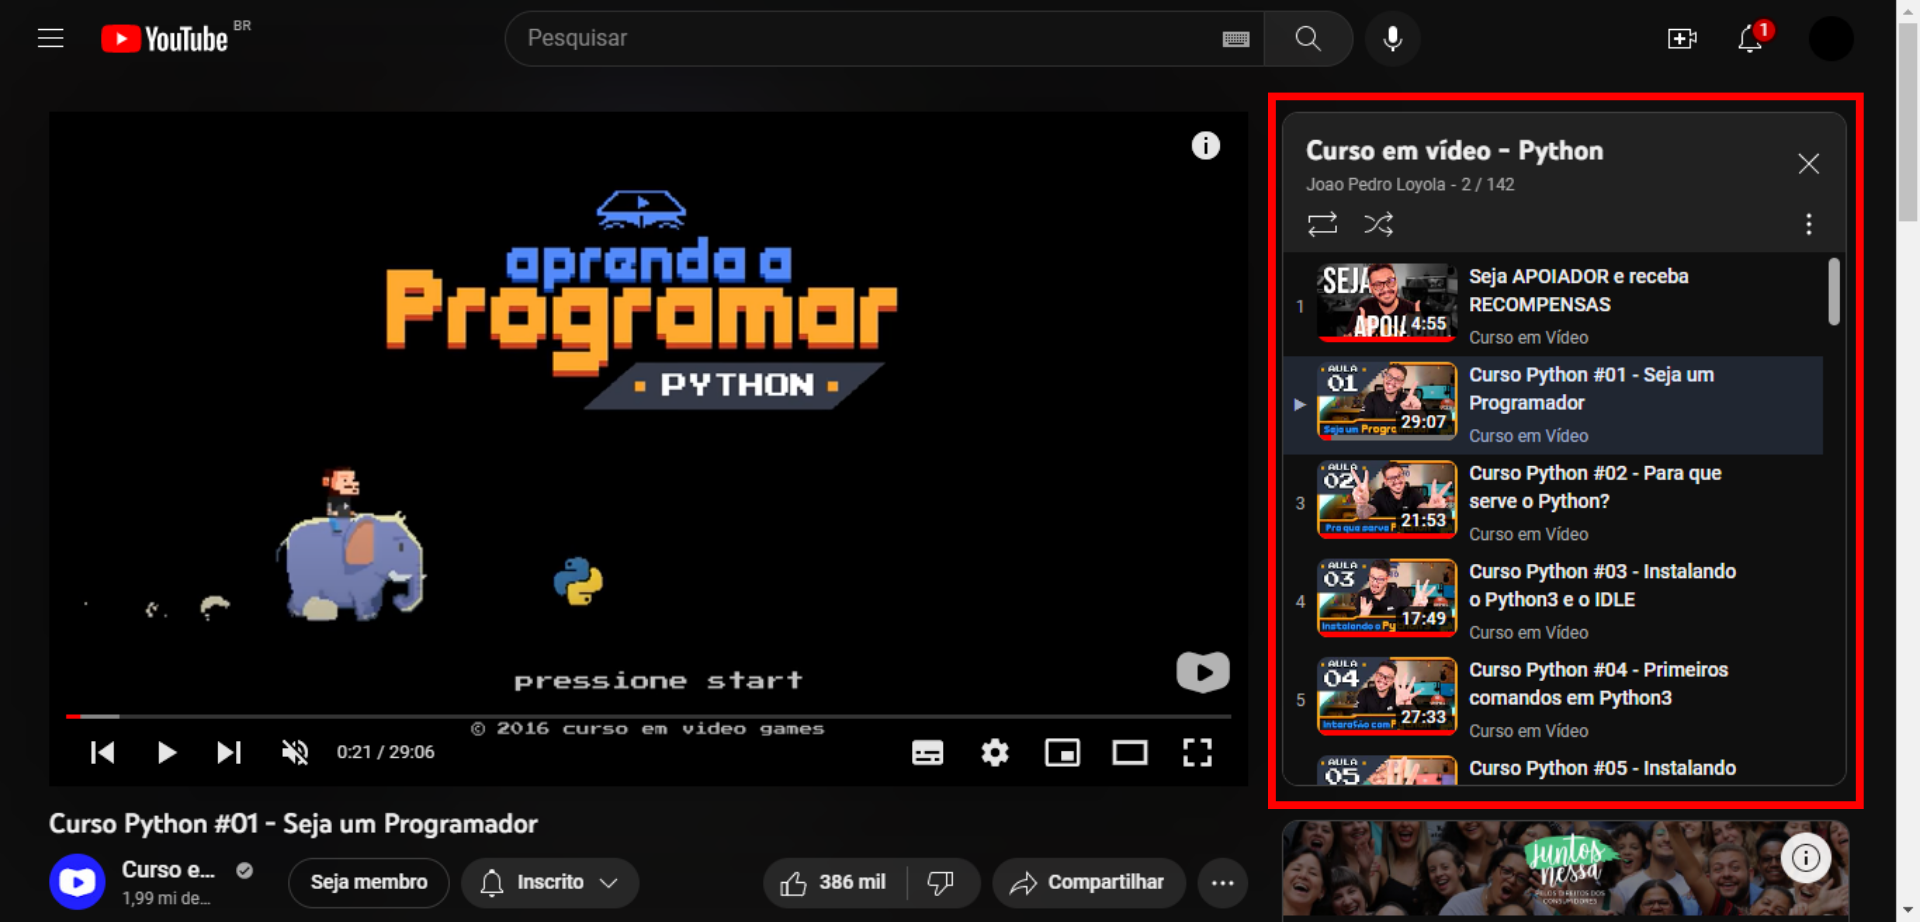 YouTube BR
Pesquisar
1
aprenda a
Programar
PYTHON
pressione start
© 2016 curso em video games
0:21 / 29:06
Curso Python #01 - Seja um Programador
Curso e...
1,99 mi de...
Seja membro
Inscrito
386 mil
Compartilhar
Curso em vídeo - Python
Joao Pedro Loyola - 2 / 142
1
SEJA
APOI
4:55
Seja APOIADOR e receba
RECOMPENSAS
Curso em Vídeo
AULA
01
Seja um Progra
29:07
Curso Python #01 - Seja um
Programador
Curso em Vídeo
3
AULA
02
Pra que serve P
21:53
Curso Python #02 - Para que
serve o Python?
Curso em Vídeo
4
AULA
03
Instalando o Py
17:49
Curso Python #03 - Instalando
o Python3 e o IDLE
Curso em Vídeo
5
AULA
04
27:33
Curso Python #04 - Primeiros
comandos em Python3
Curso em Vídeo
AULA
05
Curso Python #05 - Instalando
juntos
nessa
PELOS DIREITOS DOS
CONSUMIDORES